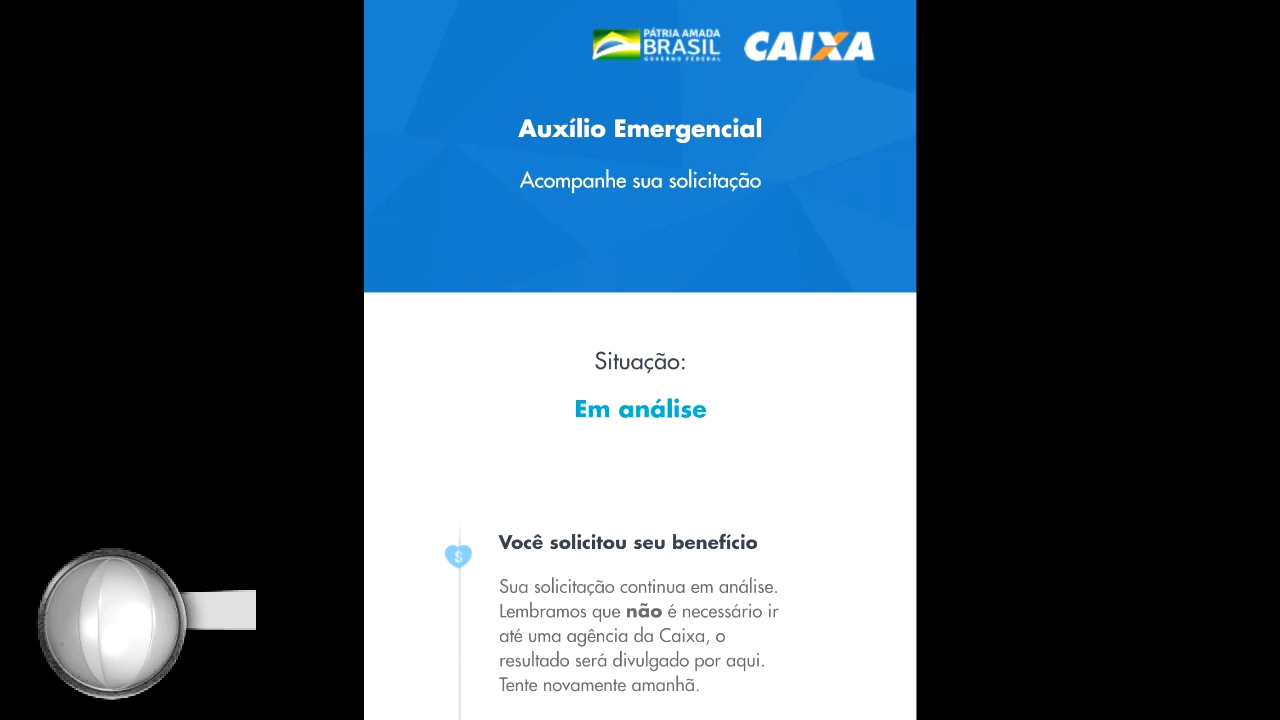 PÁTRIA AMADA
BRASIL
GOVERNO FEDERAL
CAIXA
Auxílio Emergencial
Acompanhe sua solicitação
Situação:
Em análise
Você solicitou seu benefício
$
Sua solicitação continua em análise.
Lembramos que não é necessário ir
até uma agência da Caixa, o
resultado será divulgado por aqui.
Tente novamente amanhã.